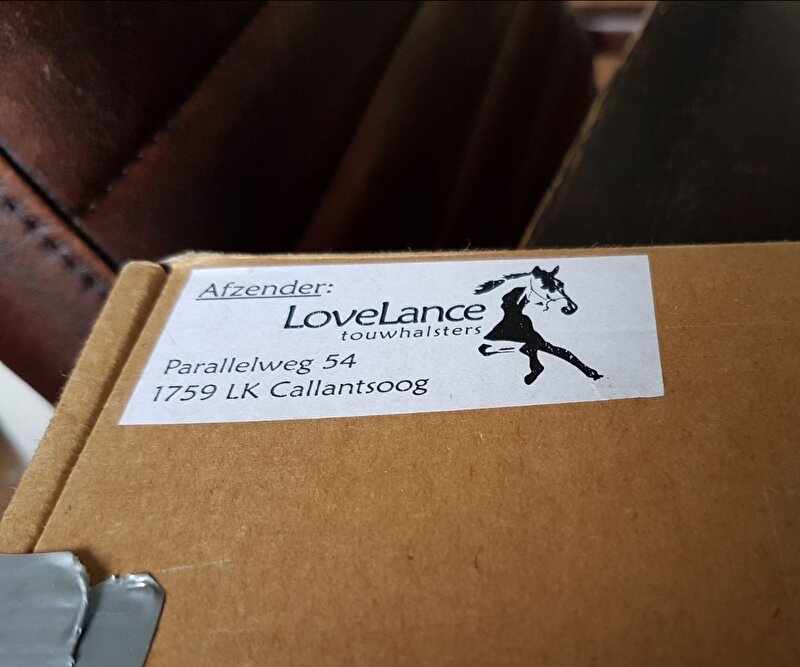 Afzender:
LoveLance
touwhalsters
Parallelweg 54
1759 LK Callantsoog